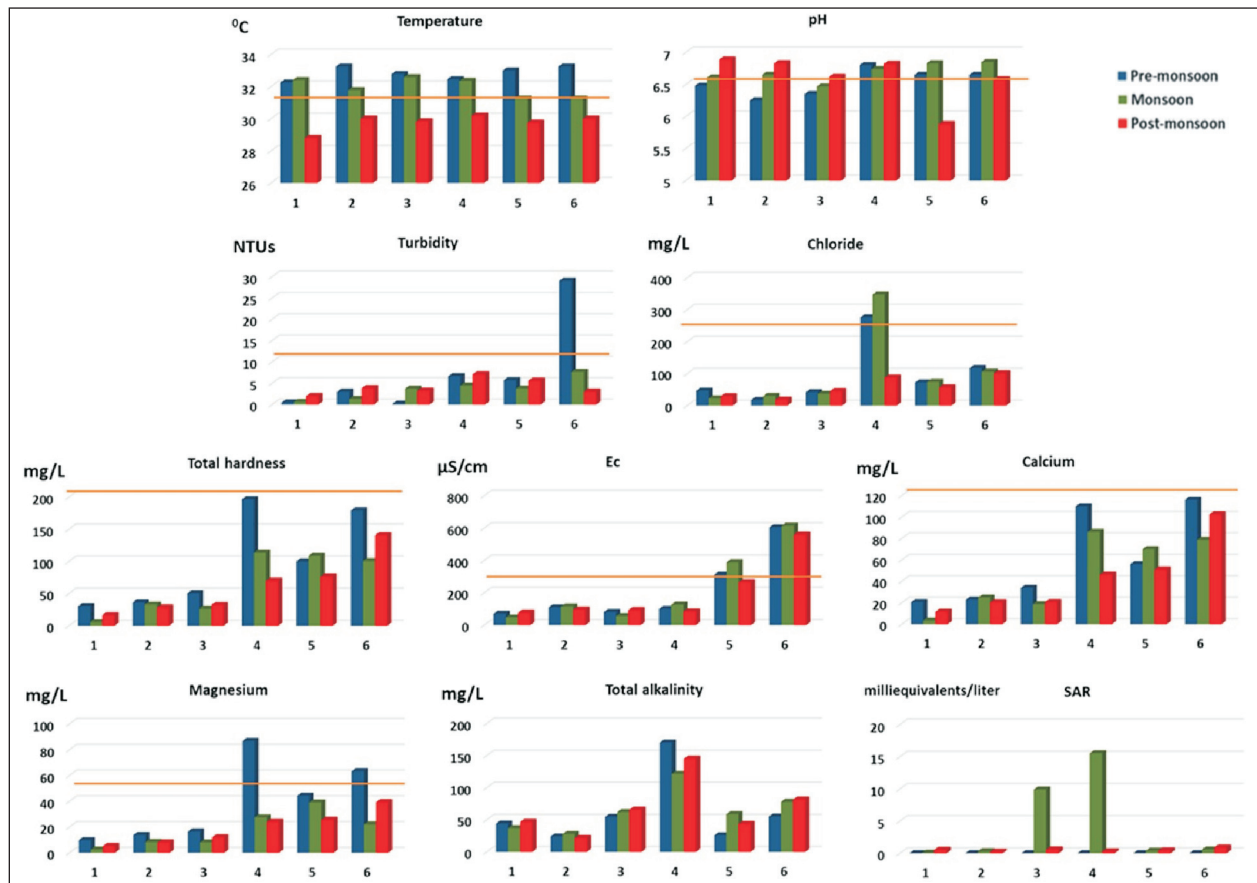 ⁰C
Temperature
34
32
30
28
26
1 2 3 4 5 6
pH
7
6.5
6
5.5
5
1 2 3 4 5 6
Pre-monsoon
Monsoon
Post-monsoon
NTUs
Turbidity
30
25
20
15
10
5
0
1 2 3 4 5 6
mg/L
Chloride
400
300
200
100
0
1 2 3 4 5 6
mg/L
Total hardness
200
150
100
50
0
1 2 3 4 5 6
µS/cm
Ec
800
600
400
200
0
1 2 3 4 5 6
mg/L
Calcium
120
100
80
60
40
20
0
1 2 3 4 5 6
mg/L
Magnesium
100
80
60
40
20
0
1 2 3 4 5 6
mg/L
Total alkalinity
200
150
100
50
0
1 2 3 4 5 6
milliequivalents/liter
SAR
20
15
10
5
0
1 2 3 4 5 6